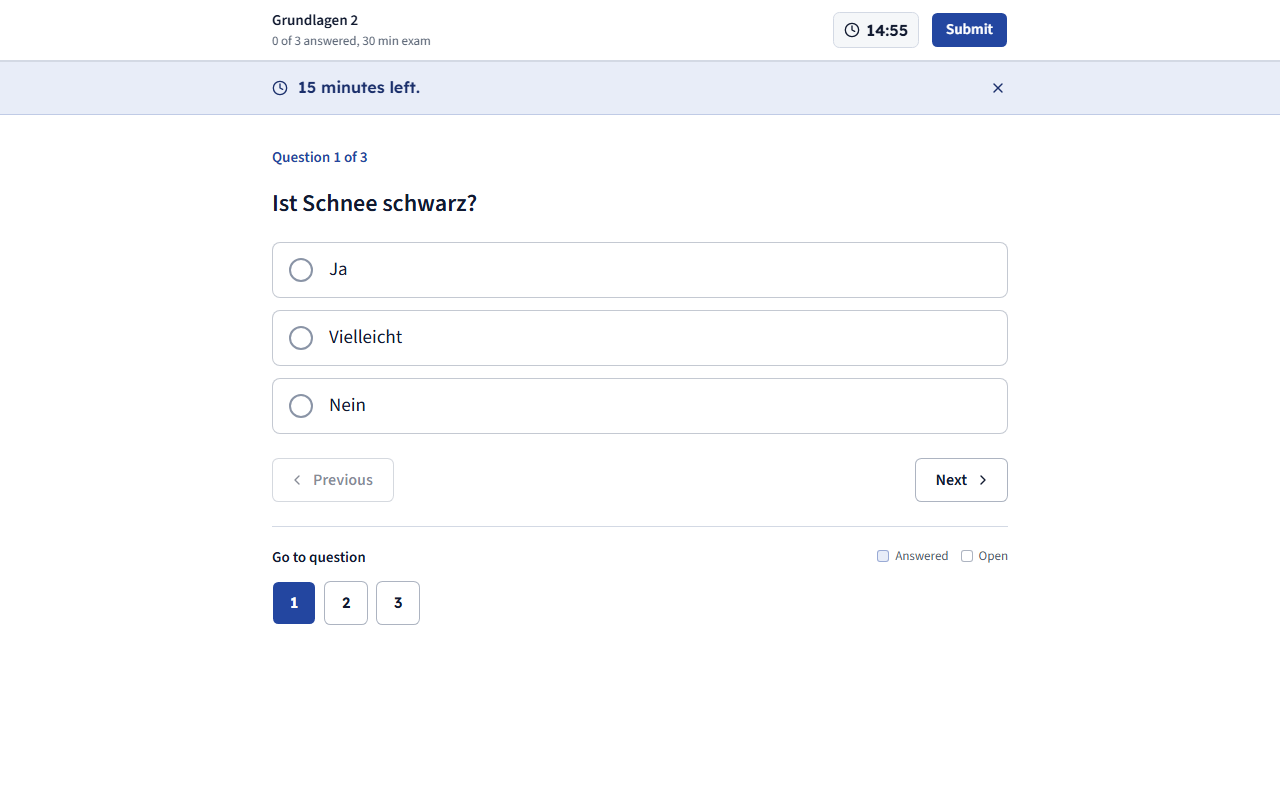 Grundlagen 2
0 of 3 answered, 30 min exam
14:55
Submit
15 minutes left.
Question 1 of 3
Ist Schnee schwarz?
Ja
Vielleicht
Nein
Previous
Next
Go to question
Answered
Open
1
2
3